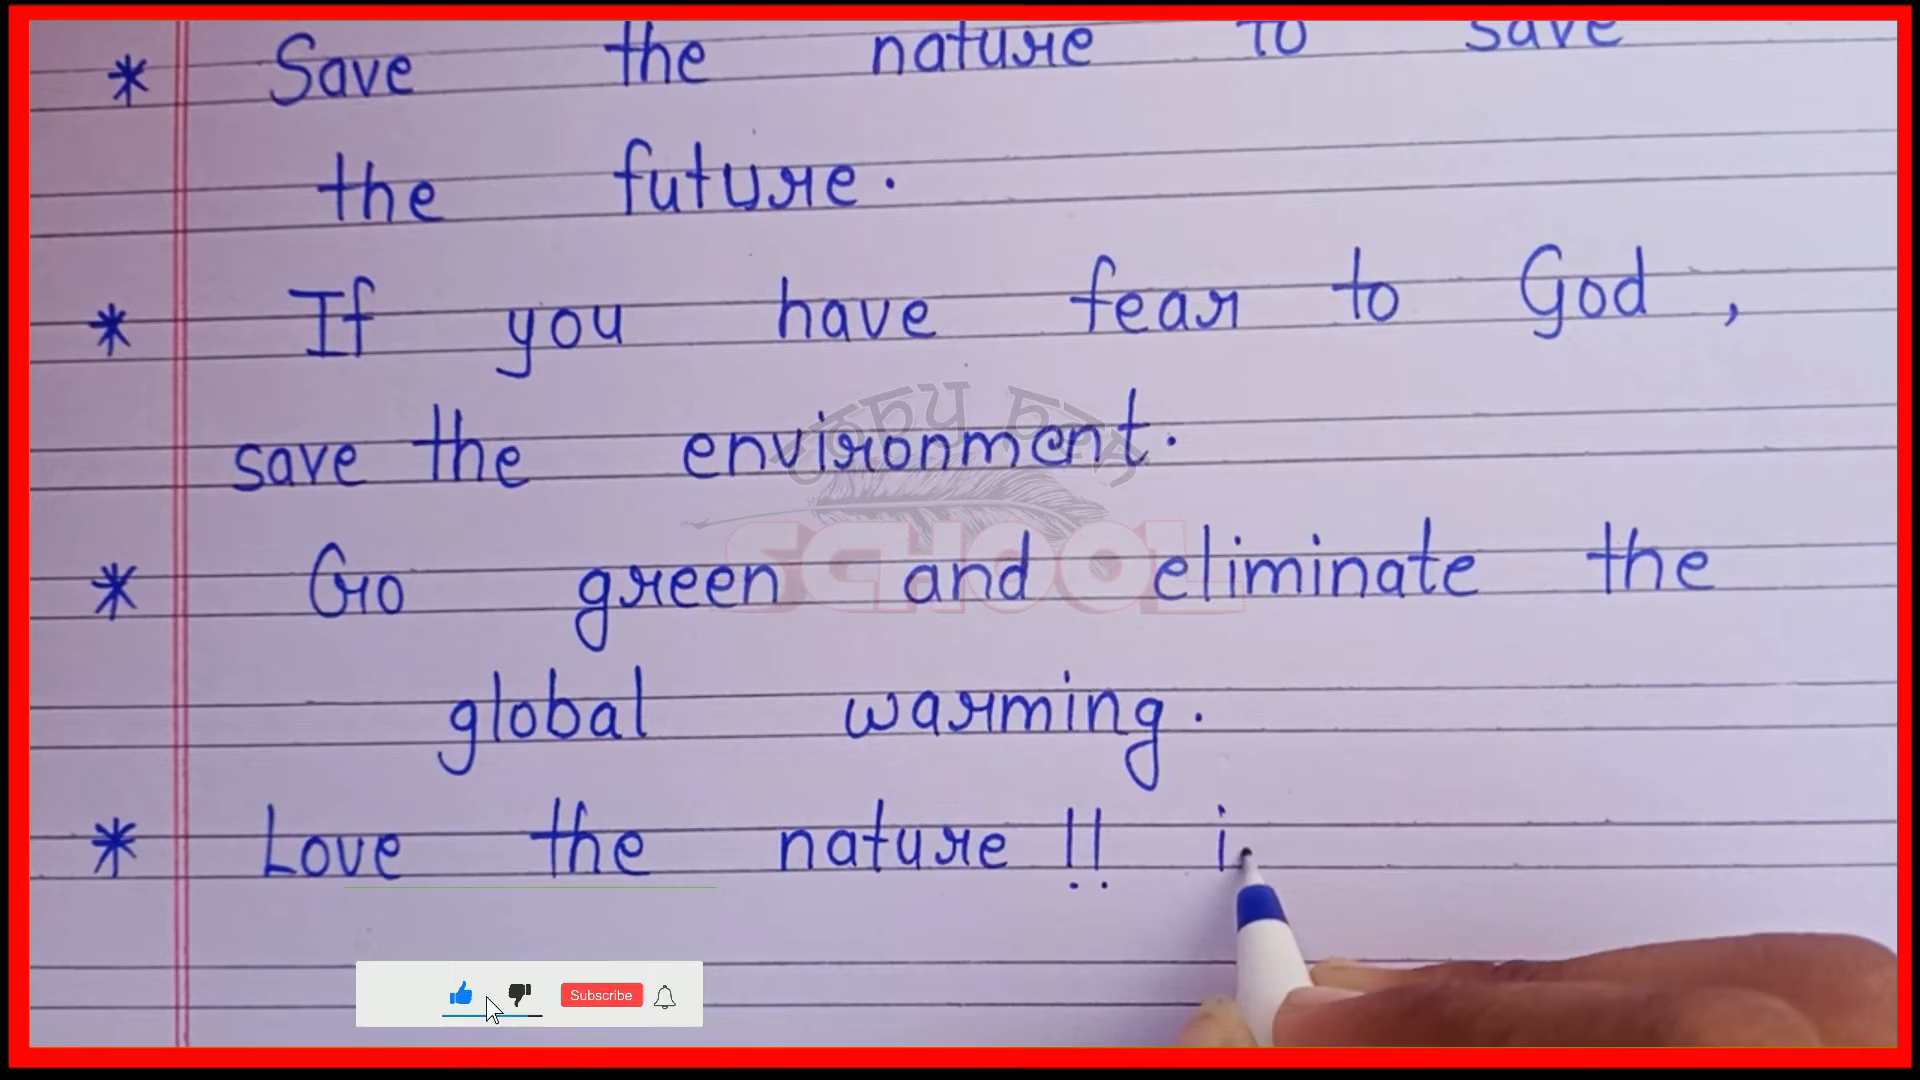 * Save the nature to save
the future.
* If you have fear to God,
save the environment.
SCHOOL
* Go green and eliminate the
global warming.
* Love the nature !! i
Subscribe